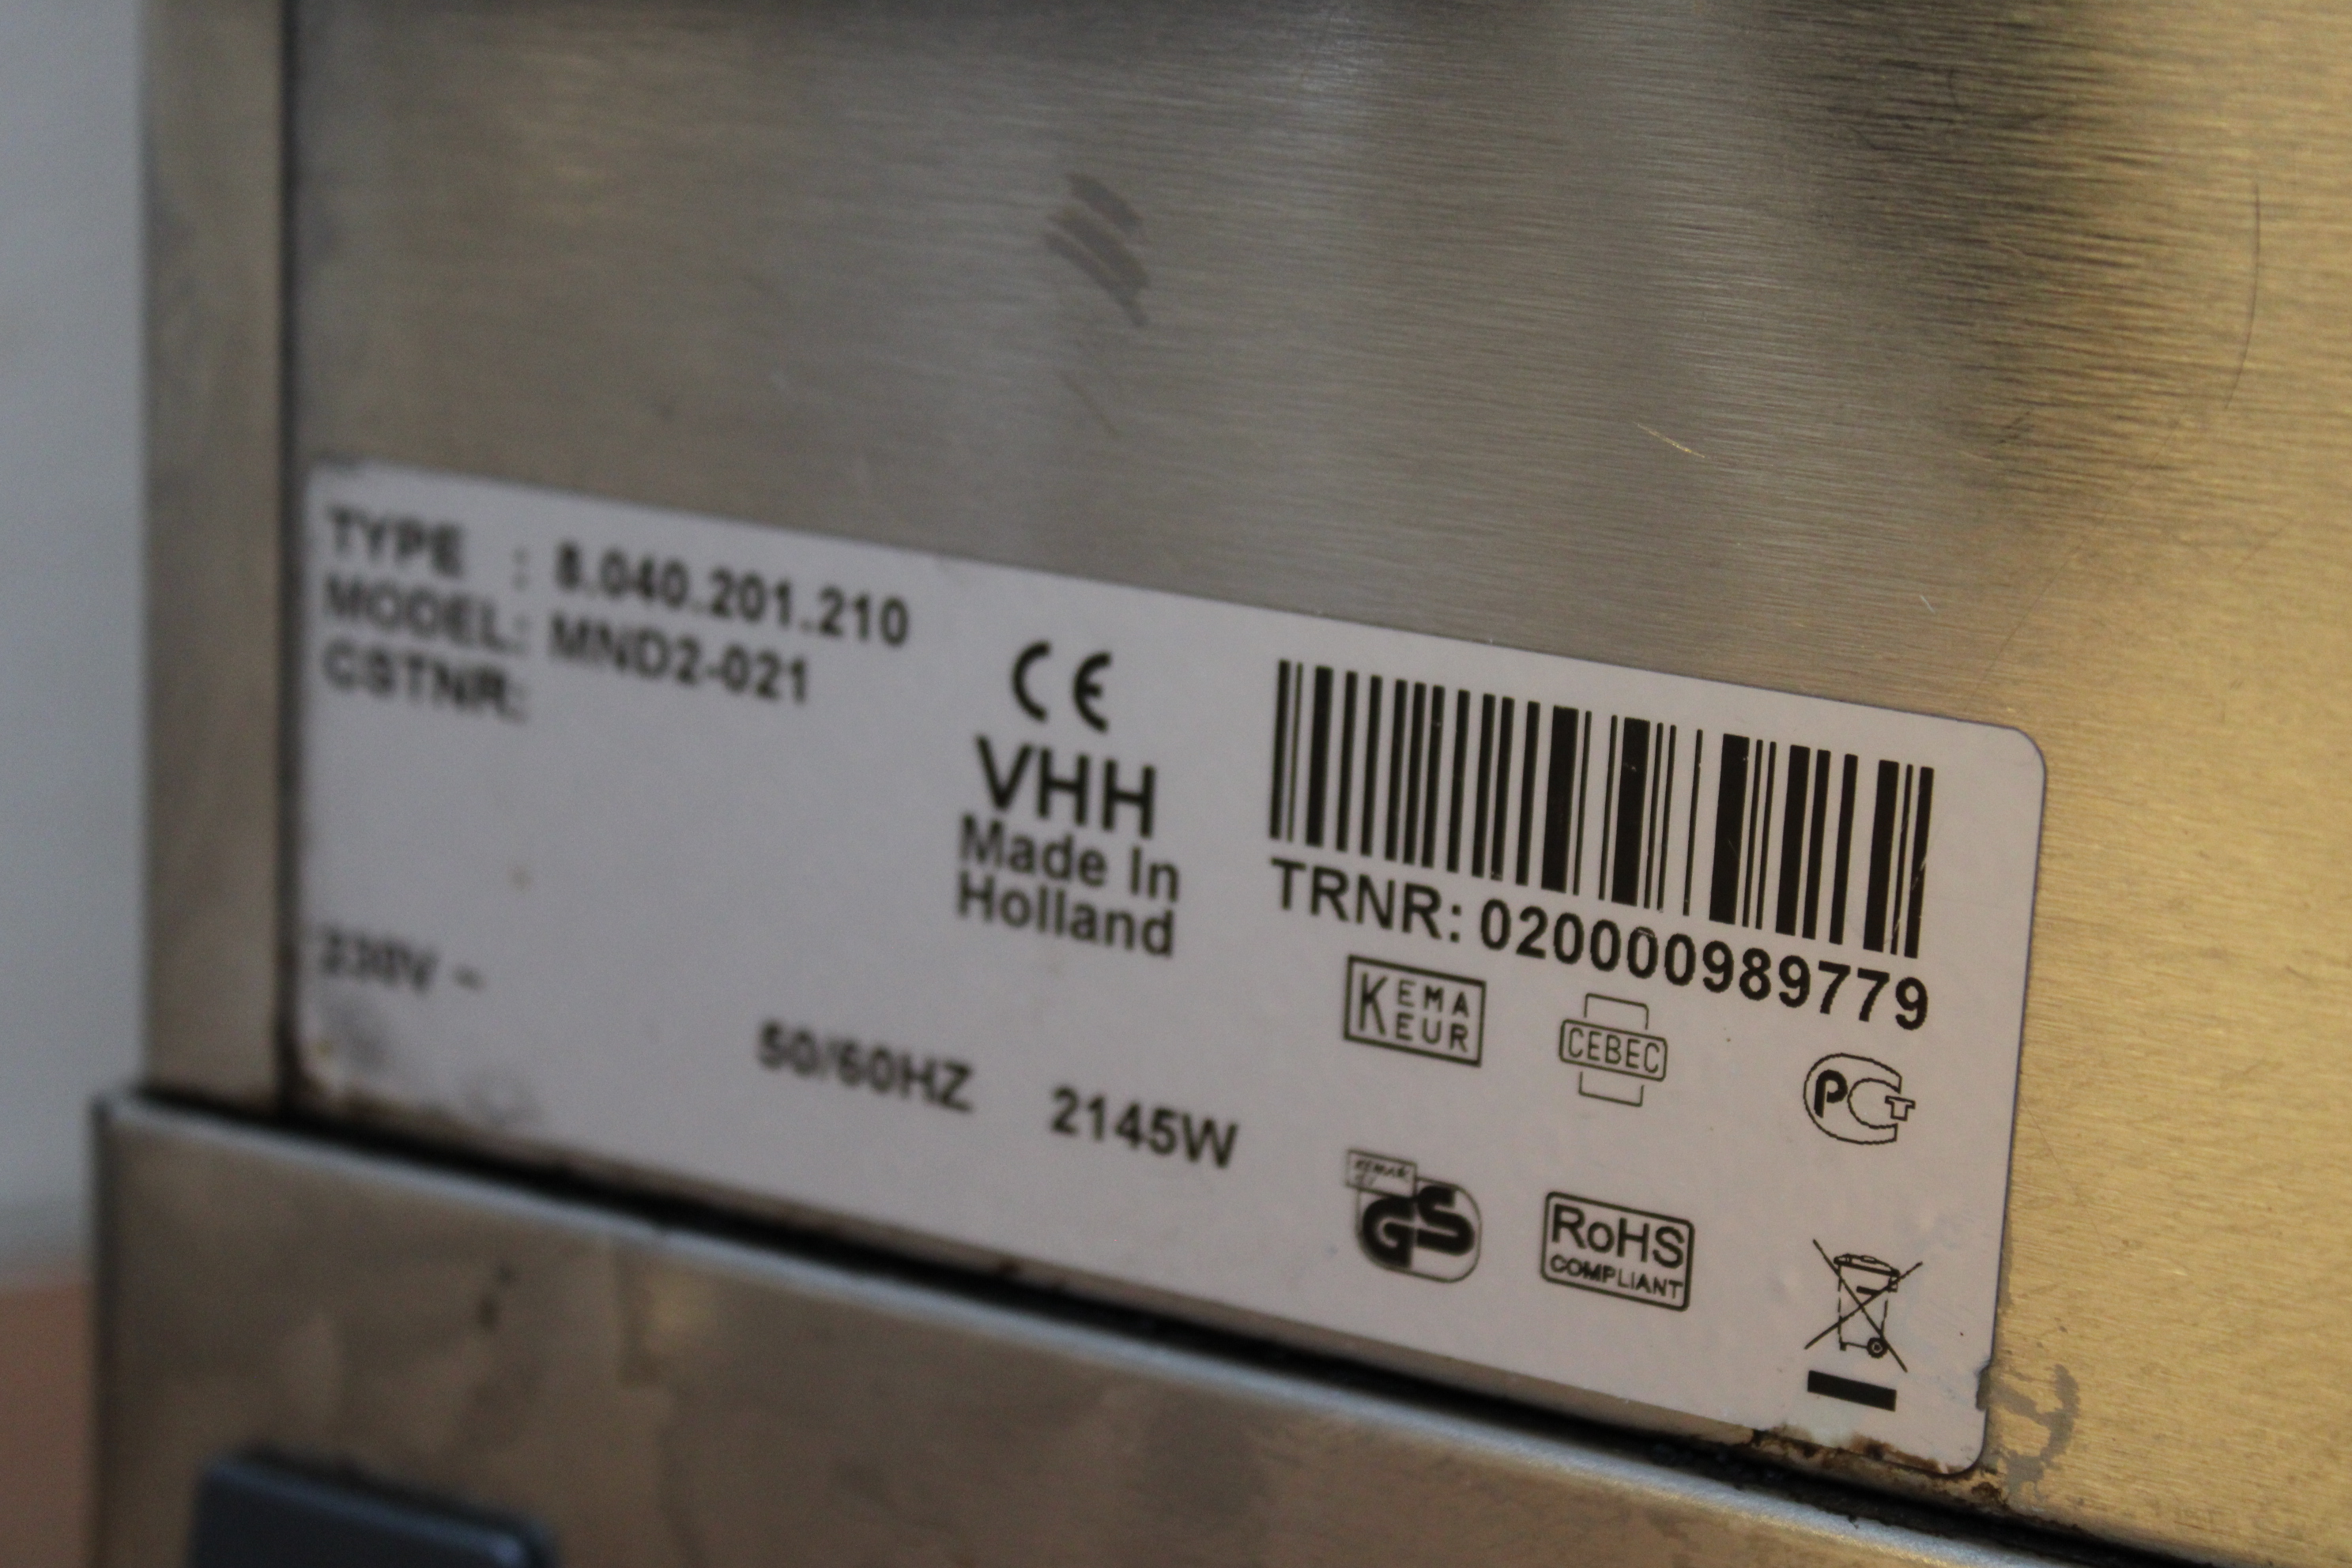 TYPE : 8.040.201.210
MODEL: MND2-021
CSTNR:
CE
VHH
Made In
Holland
TRNR: 020000989779
230V ~
50/60HZ 2145W
KEMA
KEUR
CEBEC
PCT
GS
RoHS
COMPLIANT